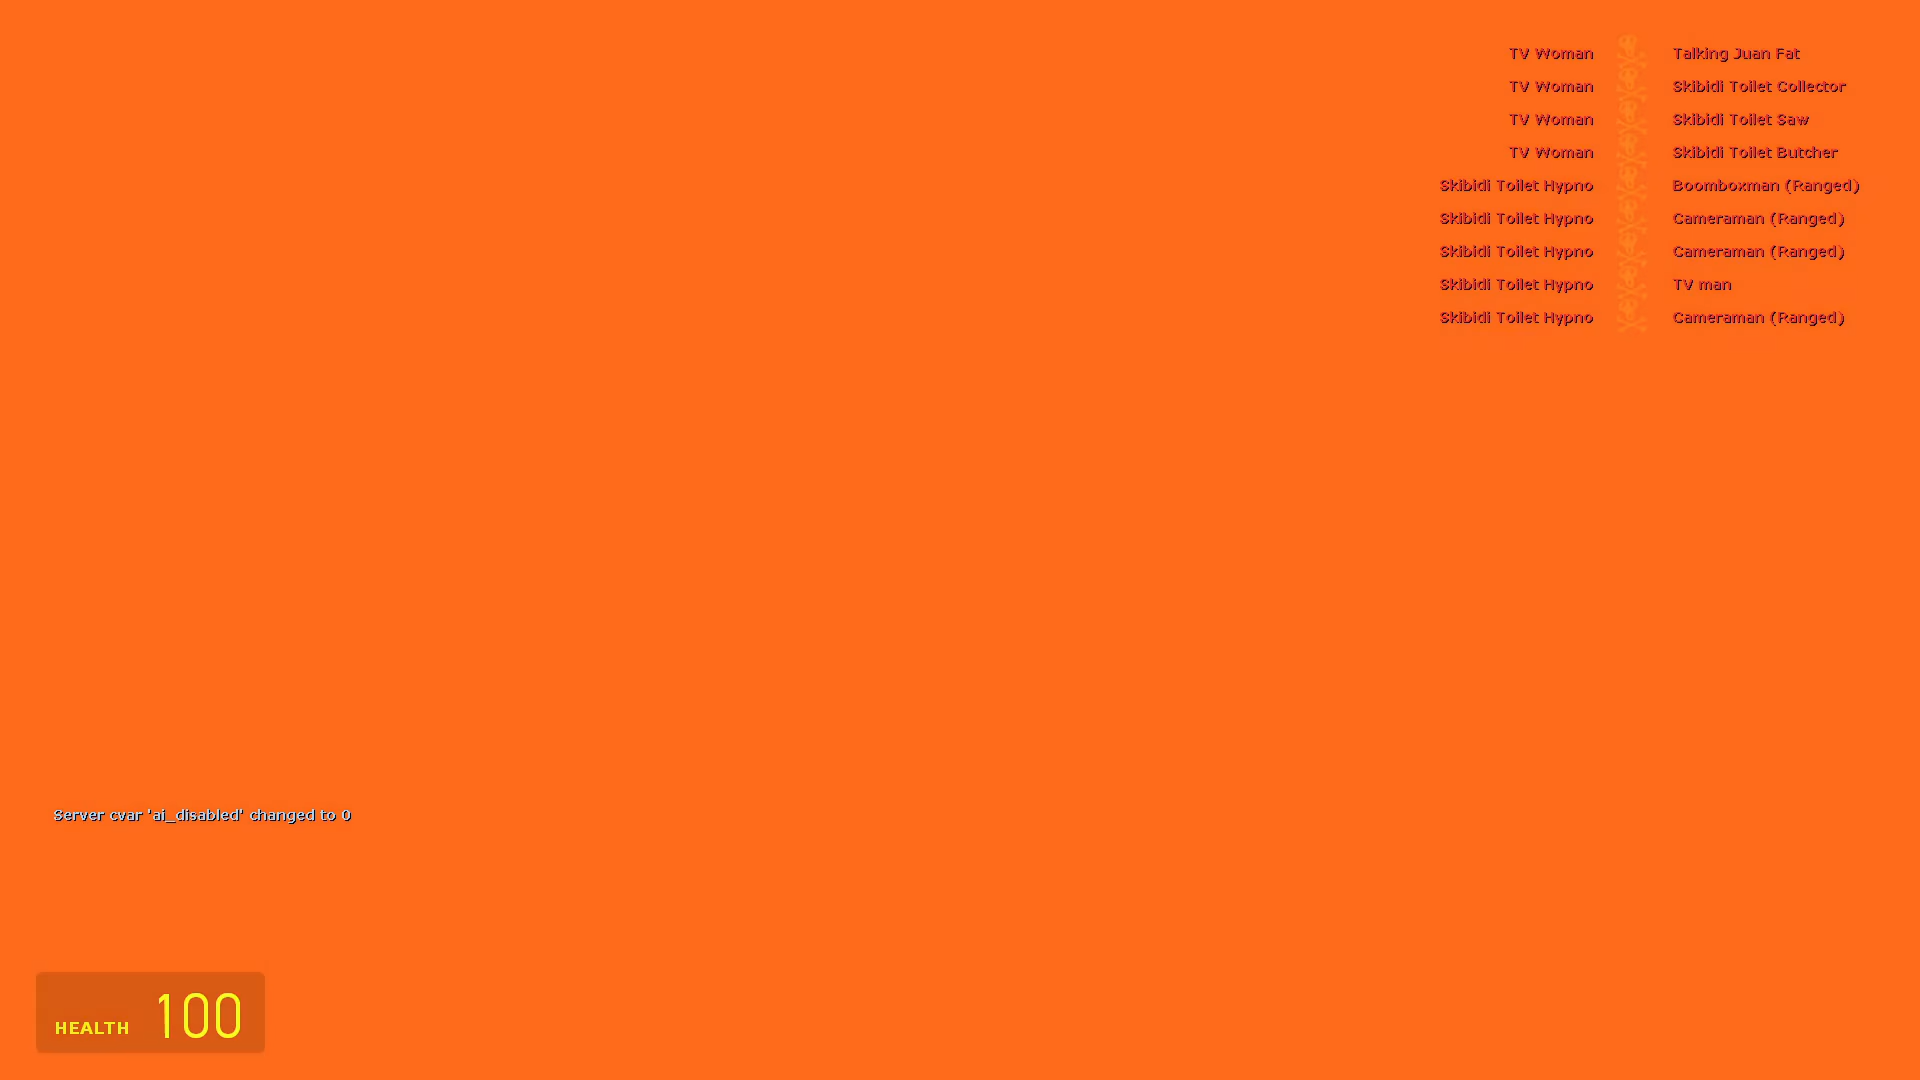 TV Woman Talking Juan Fat
TV Woman Skibidi Toilet Collector
TV Woman Skibidi Toilet Saw
TV Woman Skibidi Toilet Butcher
Skibidi Toilet Hypno Boomboxman (Ranged)
Skibidi Toilet Hypno Cameraman (Ranged)
Skibidi Toilet Hypno Cameraman (Ranged)
Skibidi Toilet Hypno TV man
Skibidi Toilet Hypno Cameraman (Ranged)
Server cvar 'ai_disabled' changed to 0
HEALTH 100